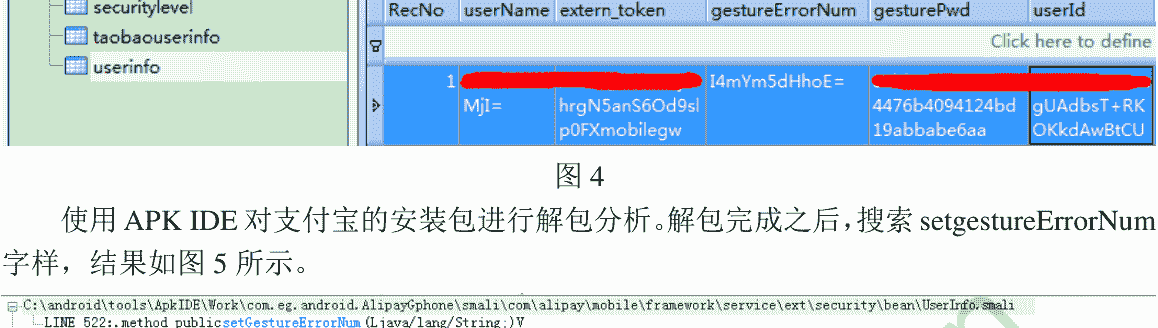 securitylevel
taobaouserinfo
userinfo
RecNo userName extern_token gestureErrorNum gesturePwd userId
Click here to define
1 I4mYm5dHhoE=
MjI= hrgN5anS6Od9sl 4476b4094124bd gUAdbsT+RK
p0FXmobilegw 19abbabe6aa OKkdAwBtCU
图 4
使用 APK IDE 对支付宝的安装包进行解包分析。解包完成之后，搜索 setgestureErrorNum
字样，结果如图 5 所示。
C:\android\tools\ApkIDE\Work\com.eg.android.AlipayGphone\smali\com\alipay\mobile\framework\service\ext\security\bean\UserInfo.smali
LINE 522:.method publicsetGestureErrorNum(Ljava/lang/String;)V